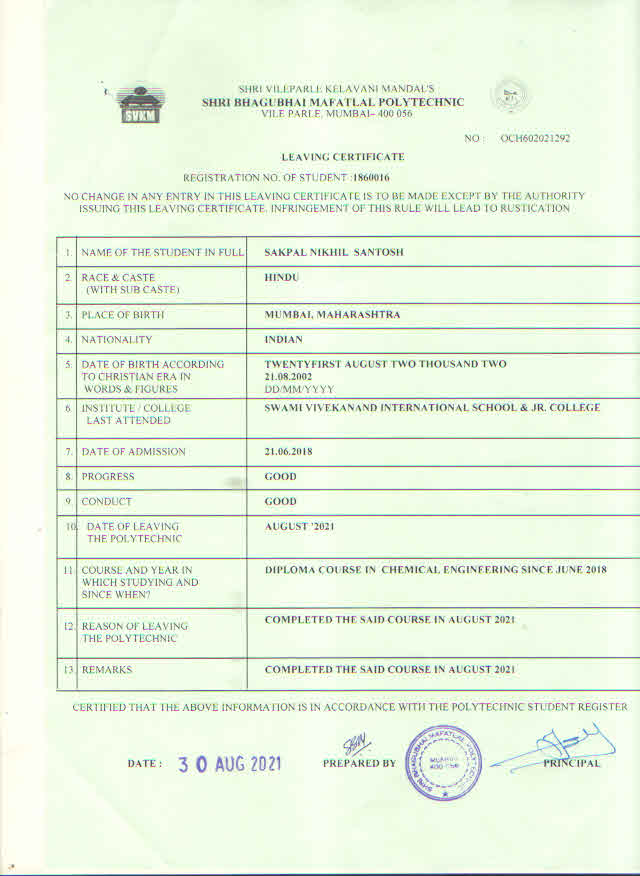 SHRI VILEPARLE KELAVANI MANDAL'S
SHRI BHAGUBHAI MAFATLAL POLYTECHNIC
VILE PARLE, MUMBAI– 400 056
SVKM
NO : OCH602021292
LEAVING CERTIFICATE
REGISTRATION NO. OF STUDENT :1860016
NO CHANGE IN ANY ENTRY IN THIS LEAVING CERTIFICATE IS TO BE MADE EXCEPT BY THE AUTHORITY
ISSUING THIS LEAVING CERTIFICATE. INFRINGEMENT OF THIS RULE WILL LEAD TO RUSTICATION
1. NAME OF THE STUDENT IN FULL SAKPAL NIKHIL SANTOSH
2. RACE & CASTE HINDU
(WITH SUB CASTE)
3. PLACE OF BIRTH MUMBAI, MAHARASHTRA
4. NATIONALITY INDIAN
5. DATE OF BIRTH ACCORDING TWENTYFIRST AUGUST TWO THOUSAND TWO
TO CHRISTIAN ERA IN 21.08.2002
WORDS & FIGURES DD/MM/YYYY
6. INSTITUTE / COLLEGE SWAMI VIVEKANAND INTERNATIONAL SCHOOL & JR. COLLEGE
LAST ATTENDED
7. DATE OF ADMISSION 21.06.2018
8. PROGRESS GOOD
9. CONDUCT GOOD
10. DATE OF LEAVING AUGUST '2021
THE POLYTECHNIC
11. COURSE AND YEAR IN DIPLOMA COURSE IN CHEMICAL ENGINEERING SINCE JUNE 2018
WHICH STUDYING AND
SINCE WHEN?
12. REASON OF LEAVING COMPLETED THE SAID COURSE IN AUGUST 2021
THE POLYTECHNIC
13. REMARKS COMPLETED THE SAID COURSE IN AUGUST 2021
CERTIFIED THAT THE ABOVE INFORMATION IS IN ACCORDANCE WITH THE POLYTECHNIC STUDENT REGISTER
DATE : 30 AUG 2021 PREPARED BY PRINCIPAL
SHRI BHAGUBHAI MAFATLAL POLYTECHNIC
MUMBAI
400 056